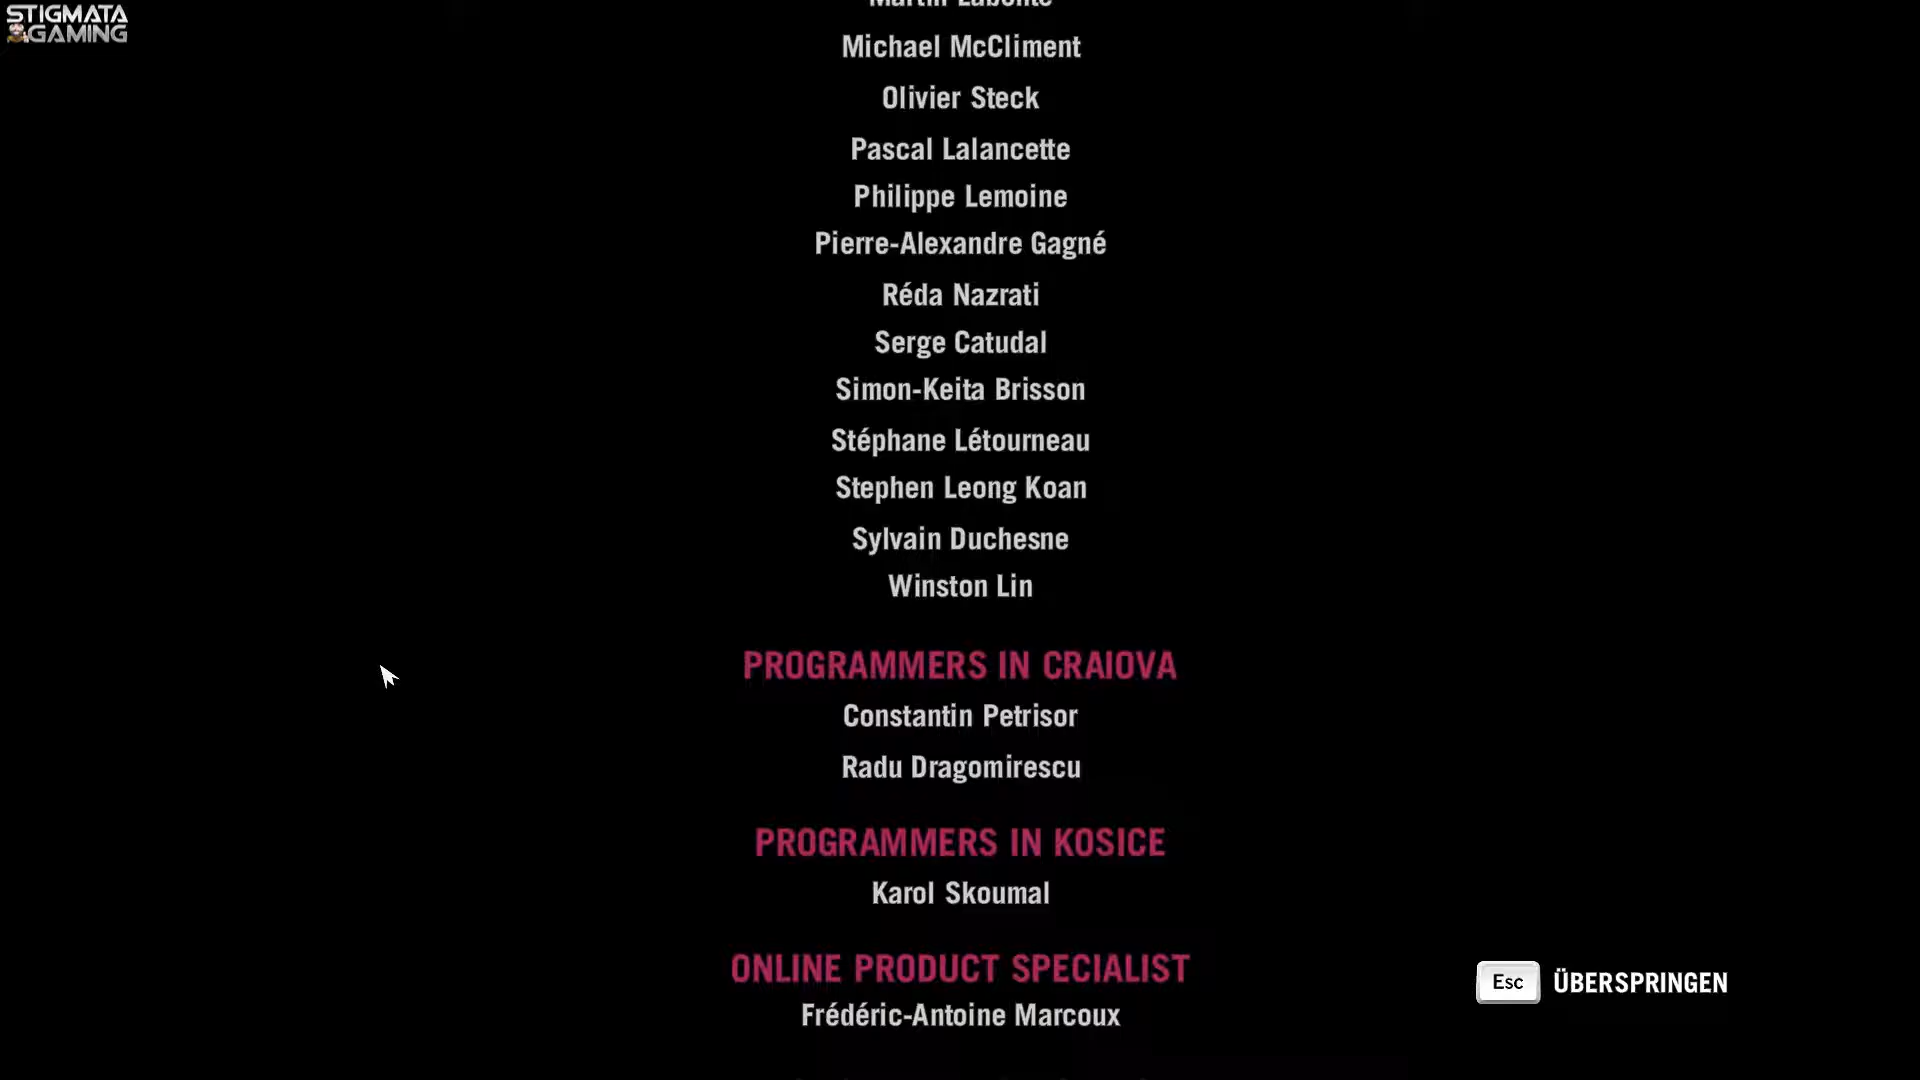 STIGMATA
GAMING
Michael McCliment
Olivier Steck
Pascal Lalancette
Philippe Lemoine
Pierre-Alexandre Gagné
Réda Nazrati
Serge Catudal
Simon-Keita Brisson
Stéphane Létourneau
Stephen Leong Koan
Sylvain Duchesne
Winston Lin
PROGRAMMERS IN CRAIOVA
Constantin Petrisor
Radu Dragomirescu
PROGRAMMERS IN KOSICE
Karol Skoumal
ONLINE PRODUCT SPECIALIST
Frédéric-Antoine Marcoux
Esc ÜBERSPRINGEN